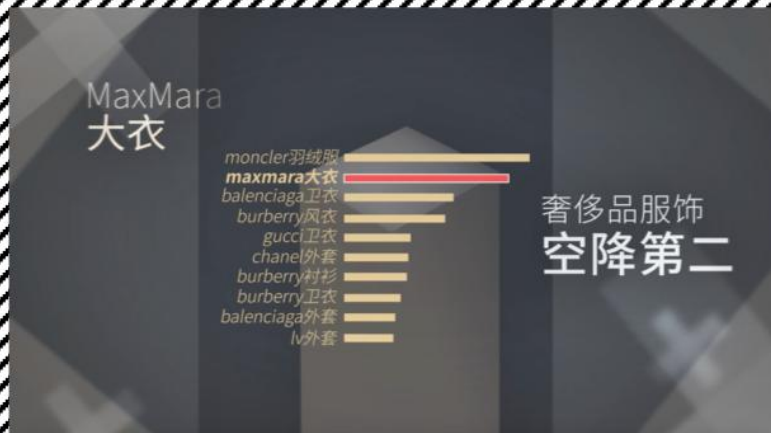 MaxMara
大衣
moncler羽绒服
maxmara大衣
balenciaga卫衣
burberry风衣
gucci卫衣
chanel外套
burberry衬衫
burberry卫衣
balenciaga外套
lv外套
奢侈品服饰
空降第二